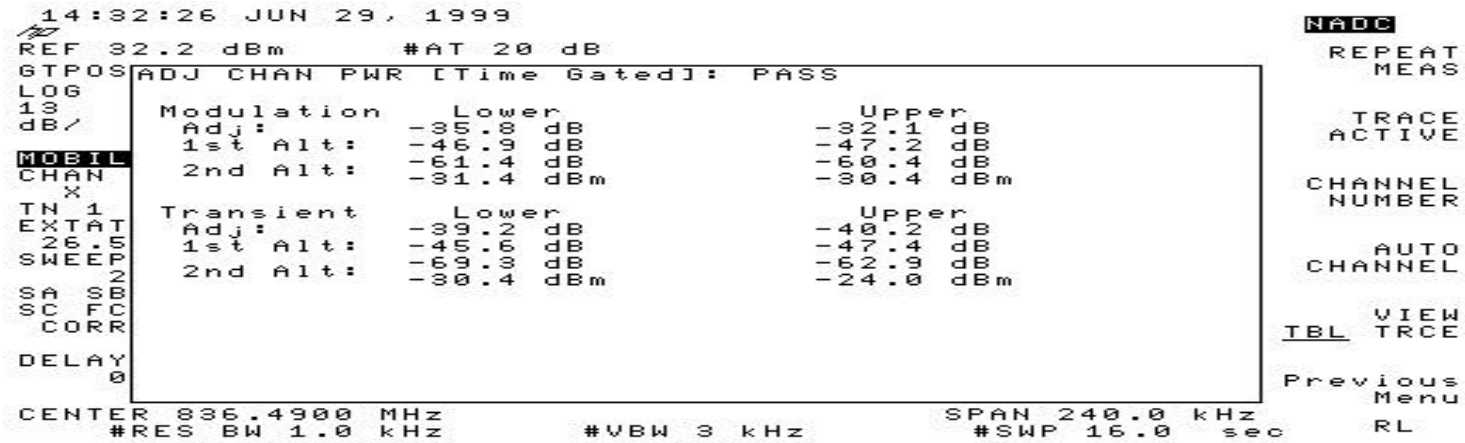 14:32:26 JUN 29, 1999
hp
REF 32.2 dBm #AT 20 dB
GTPOS
LOG
13
dB/
MOBIL
CHAN
X
TN 1
EXTAT
26.5
SWEEP
2
SA SB
SC FC
CORR
DELAY
0
ADJ CHAN PWR [Time Gated]: PASS
Modulation Lower Upper
Adj: -35.8 dB -32.1 dB
1st Alt: -46.9 dB -47.2 dB
2nd Alt: -61.4 dB -60.4 dB
-31.4 dBm -30.4 dBm
Transient Lower Upper
Adj: -39.2 dB -40.2 dB
1st Alt: -45.6 dB -47.4 dB
2nd Alt: -69.3 dB -62.9 dB
-30.4 dBm -24.0 dBm
CENTER 836.4900 MHz SPAN 240.0 kHz
#RES BW 1.0 kHz #VBW 3 kHz #SWP 16.0 sec
NADC
REPEAT
MEAS
TRACE
ACTIVE
CHANNEL
NUMBER
AUTO
CHANNEL
VIEW
TBL TRCE
Previous
Menu
RL